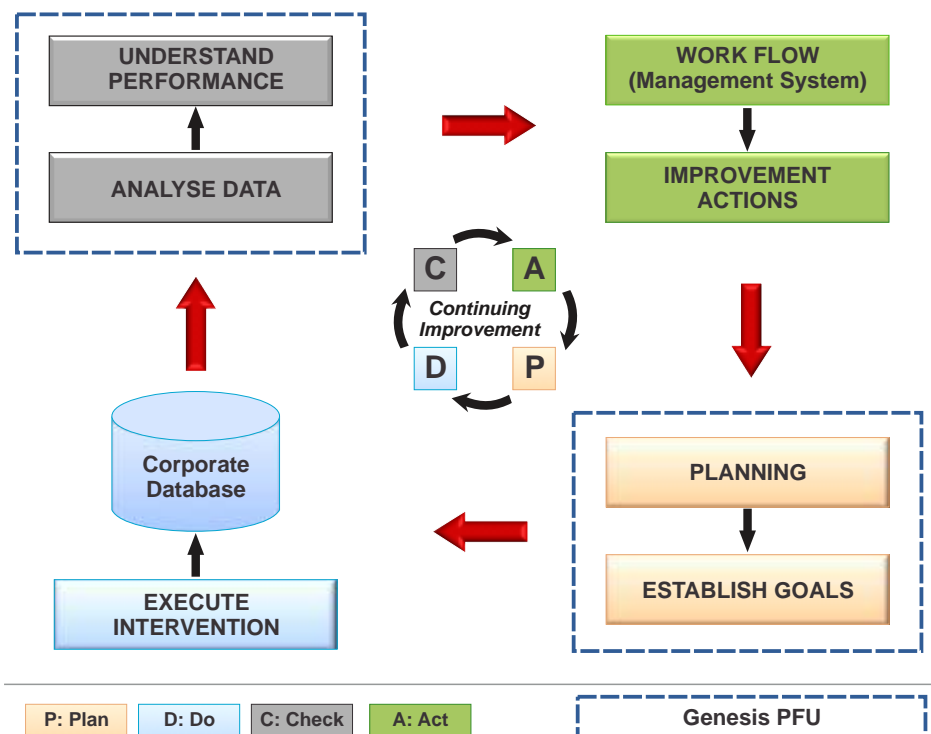 UNDERSTAND
PERFORMANCE
ANALYSE DATA
WORK FLOW
(Management System)
IMPROVEMENT
ACTIONS
C
A
Continuing
Improvement
D
P
Corporate
Database
EXECUTE
INTERVENTION
PLANNING
ESTABLISH GOALS
P: Plan
D: Do
C: Check
A: Act
Genesis PFU